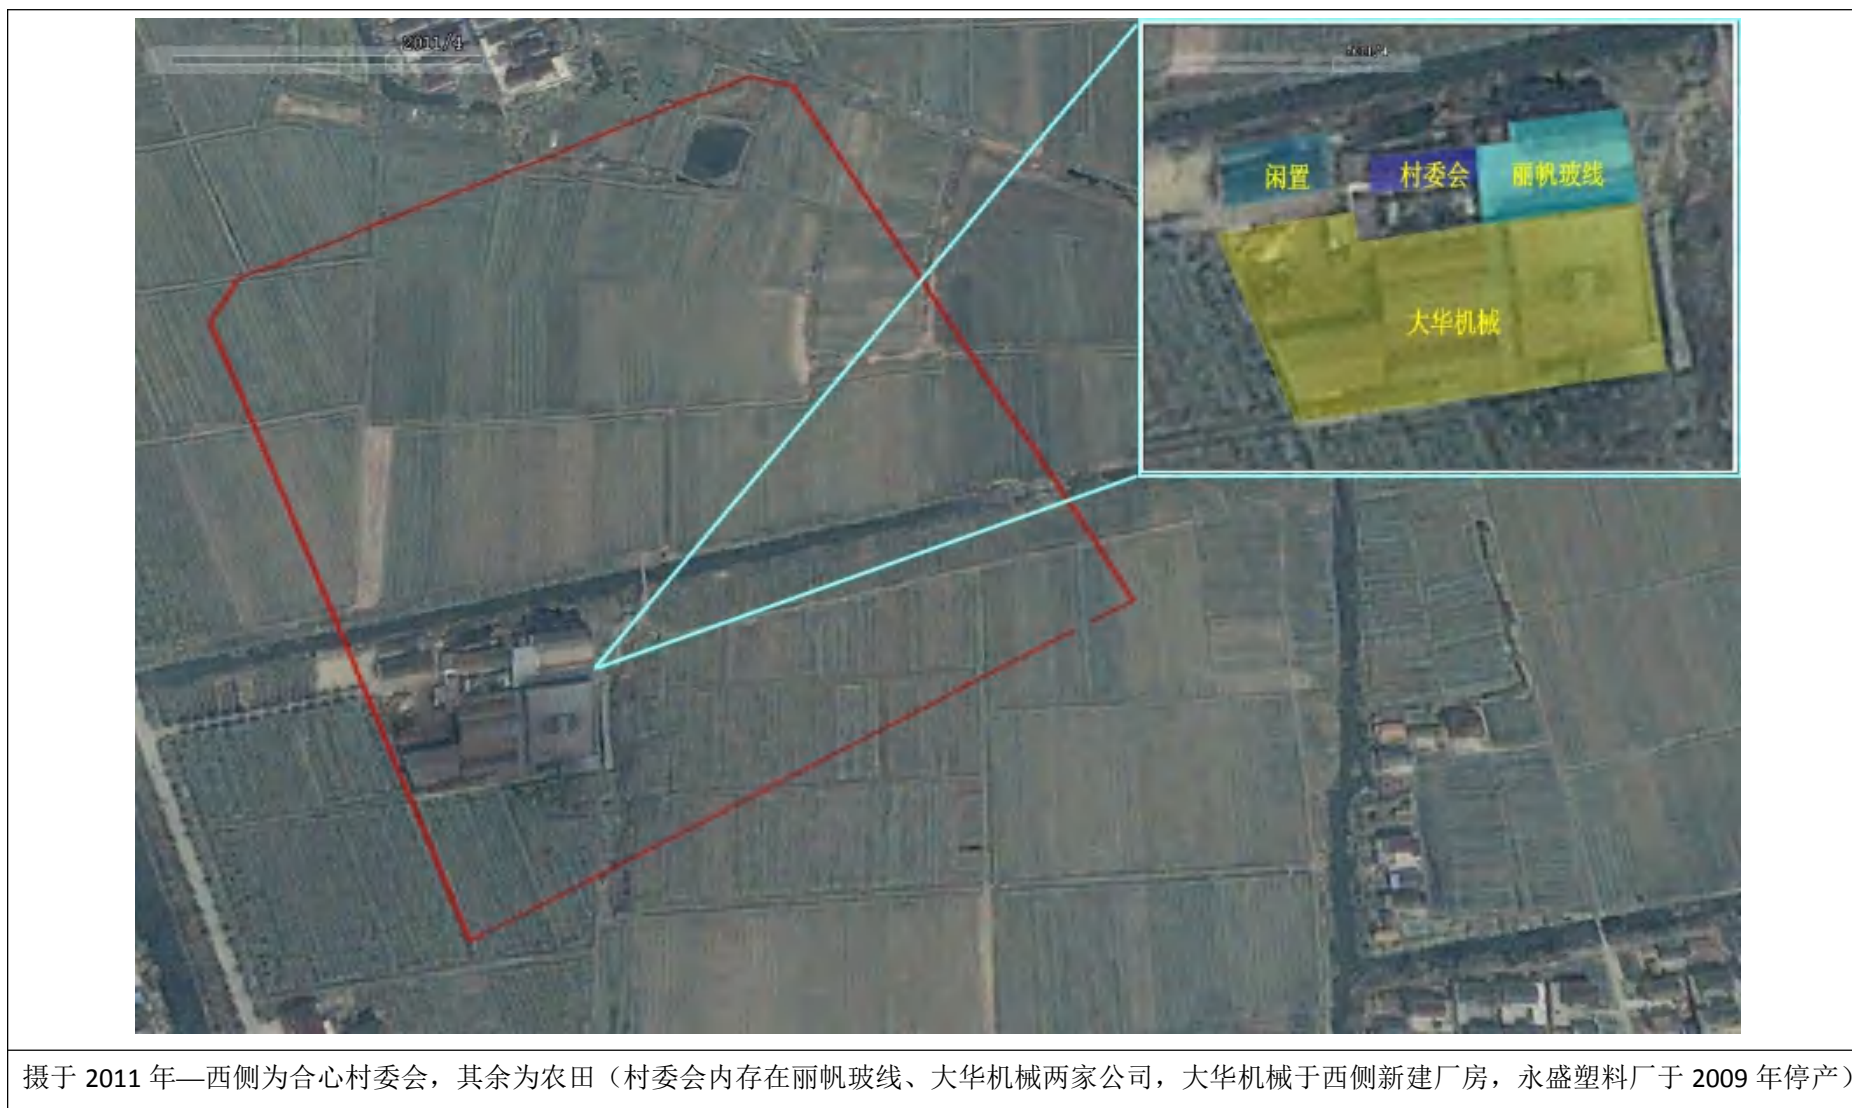 2011/4
闲置
村委会
丽帆玻线
大华机械
摄于 2011 年—西侧为合心村委会，其余为农田（村委会内存在丽帆玻线、大华机械两家公司，大华机械于西侧新建厂房，永盛塑料厂于 2009 年停产）